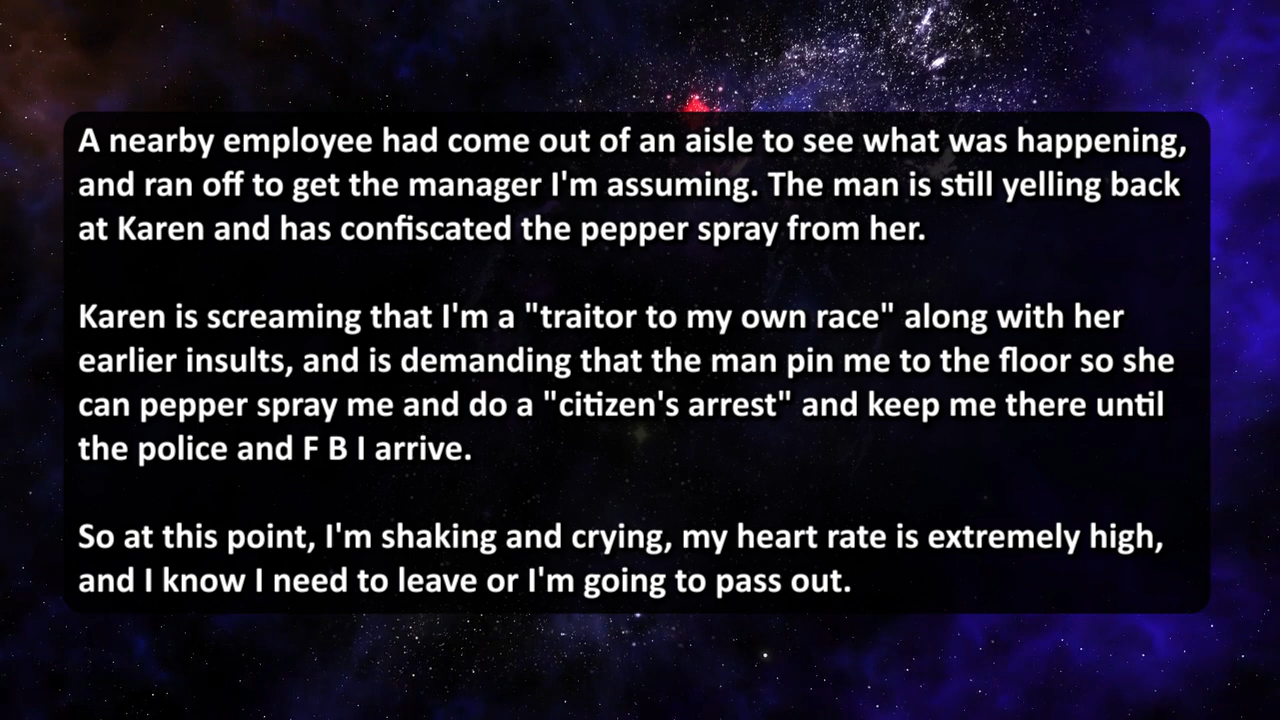 A nearby employee had come out of an aisle to see what was happening,
and ran off to get the manager I'm assuming. The man is still yelling back
at Karen and has confiscated the pepper spray from her.
Karen is screaming that I'm a "traitor to my own race" along with her
earlier insults, and is demanding that the man pin me to the floor so she
can pepper spray me and do a "citizen's arrest" and keep me there until
the police and F B I arrive.
So at this point, I'm shaking and crying, my heart rate is extremely high,
and I know I need to leave or I'm going to pass out.